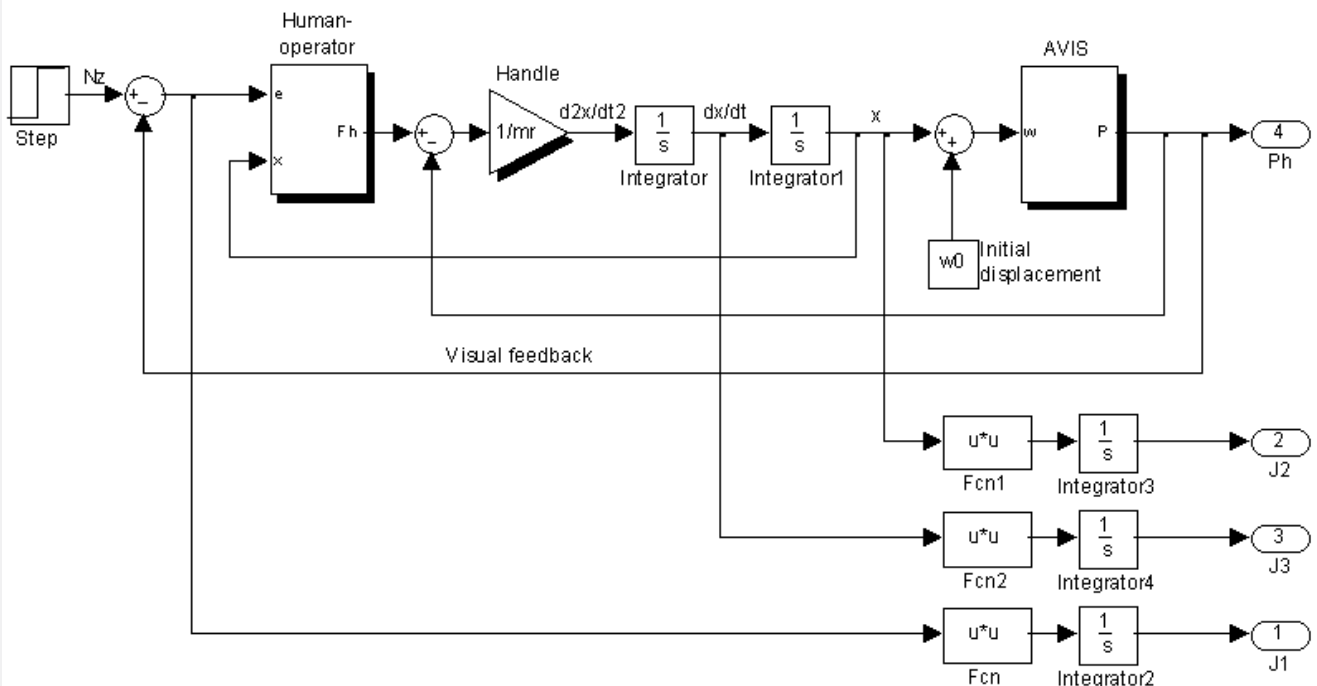 Human-
operator
AVIS
Nz
Handle
e
d2x/dt2
dx/dt
x
+
-
Fh
+
-
1/mr
1
s
1
s
+
+
w
P
4
Step
x
Integrator
Integrator1
Ph
w0
Initial
displacement
Visual feedback
u*u
1
s
2
Fcn1
Integrator3
J2
u*u
1
s
3
Fcn2
Integrator4
J3
u*u
1
s
1
Fcn
Integrator2
J1